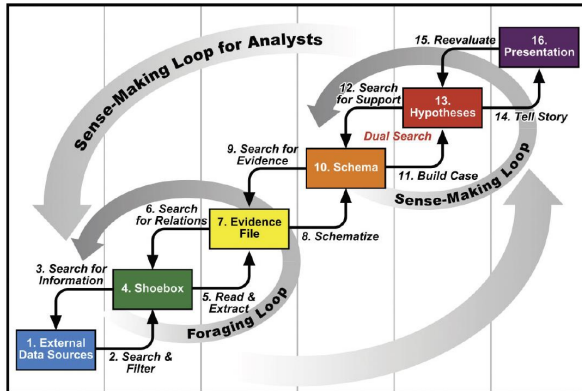 Sense-Making Loop for Analysts
15. Reevaluate
16.
Presentation
12. Search
for Support
13.
Hypotheses
14. Tell Story
Dual Search
9. Search for
Evidence
10. Schema
11. Build Case
Sense-Making Loop
6. Search
for Relations
7. Evidence
File
8. Schematize
3. Search for
Information
4. Shoebox
5. Read &
Extract
Foraging Loop
1. External
Data Sources
2. Search &
Filter